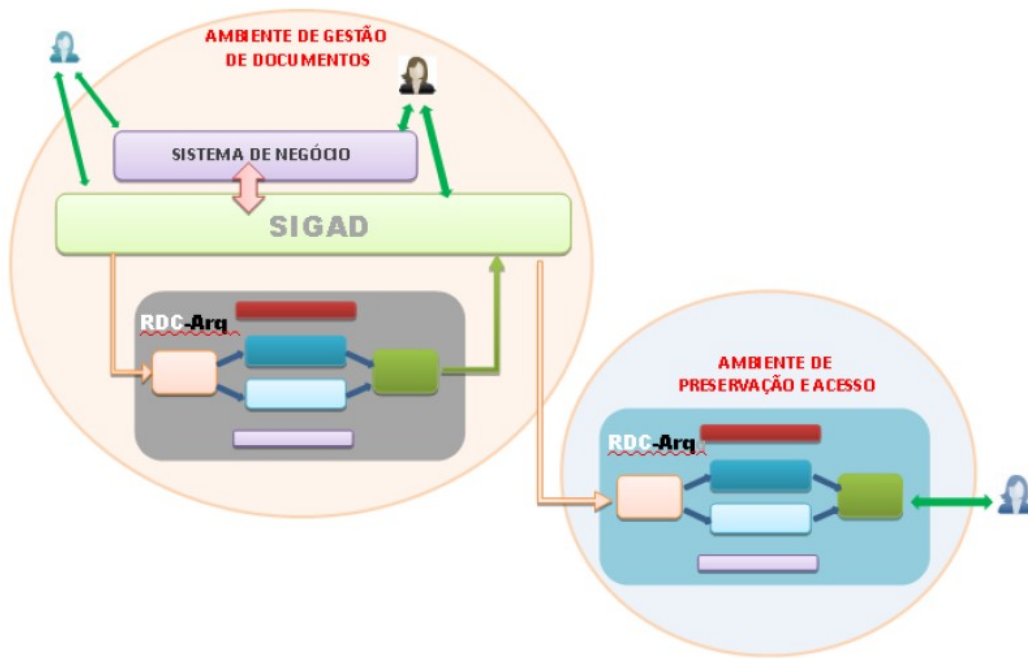 AMBIENTE DE GESTÃO
DE DOCUMENTOS
SISTEMA DE NEGÓCIO
SIGAD
RDC-Arq
AMBIENTE DE
PRESERVAÇÃO E ACESSO
RDC-Arq